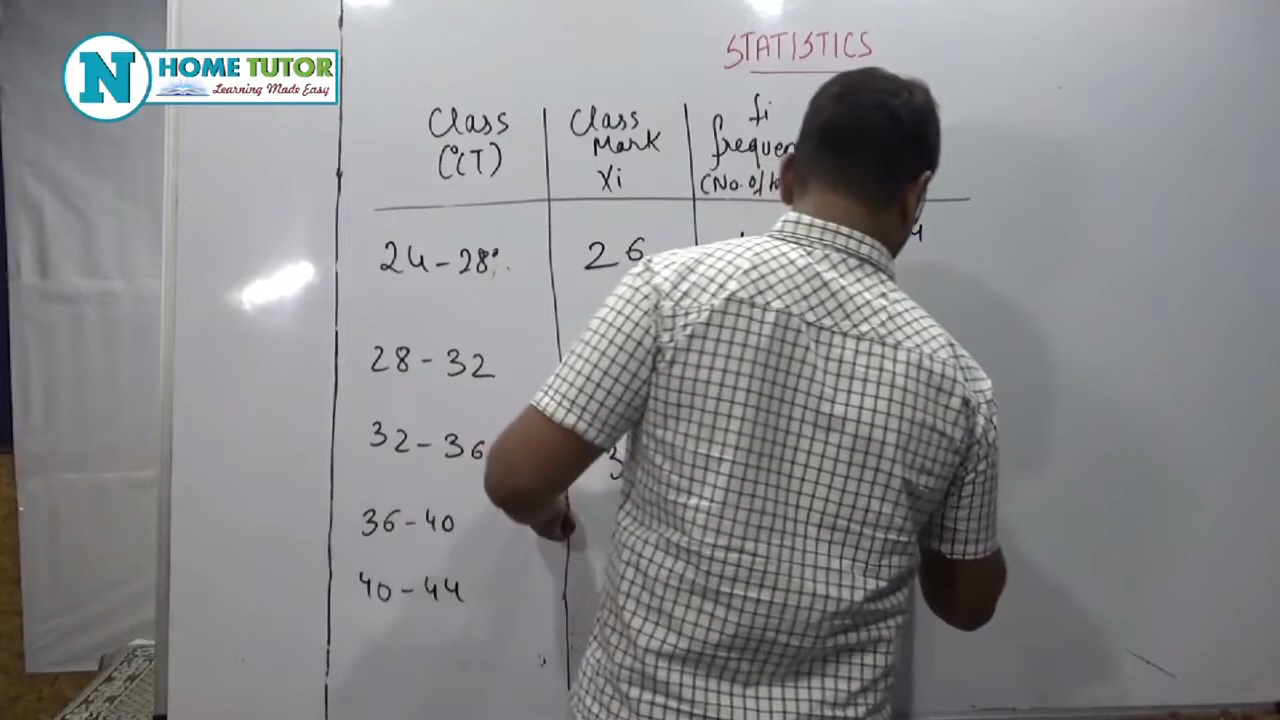 N HOME TUTOR
Learning Made Easy
STATISTICS
Class
(°C)(T)
Class
Mark
Xi
fi
(No. of
24-28
26
28-32
32-36
3
36-40
40-44